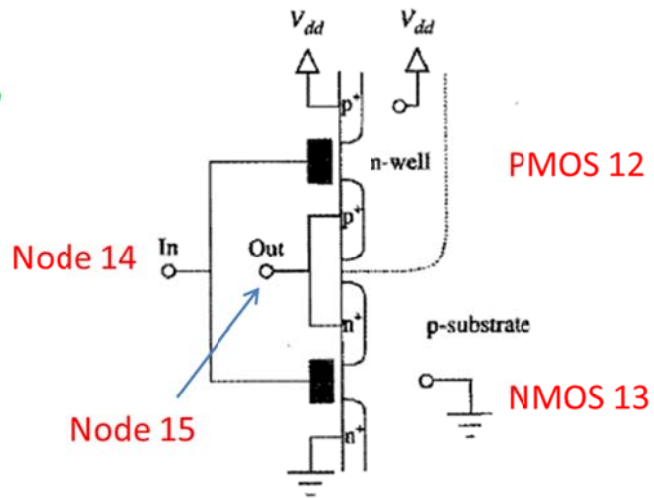 V_dd V_dd
p+
n-well
PMOS 12
p+
In Out
Node 14
n+
p-substrate
NMOS 13
Node 15
n+